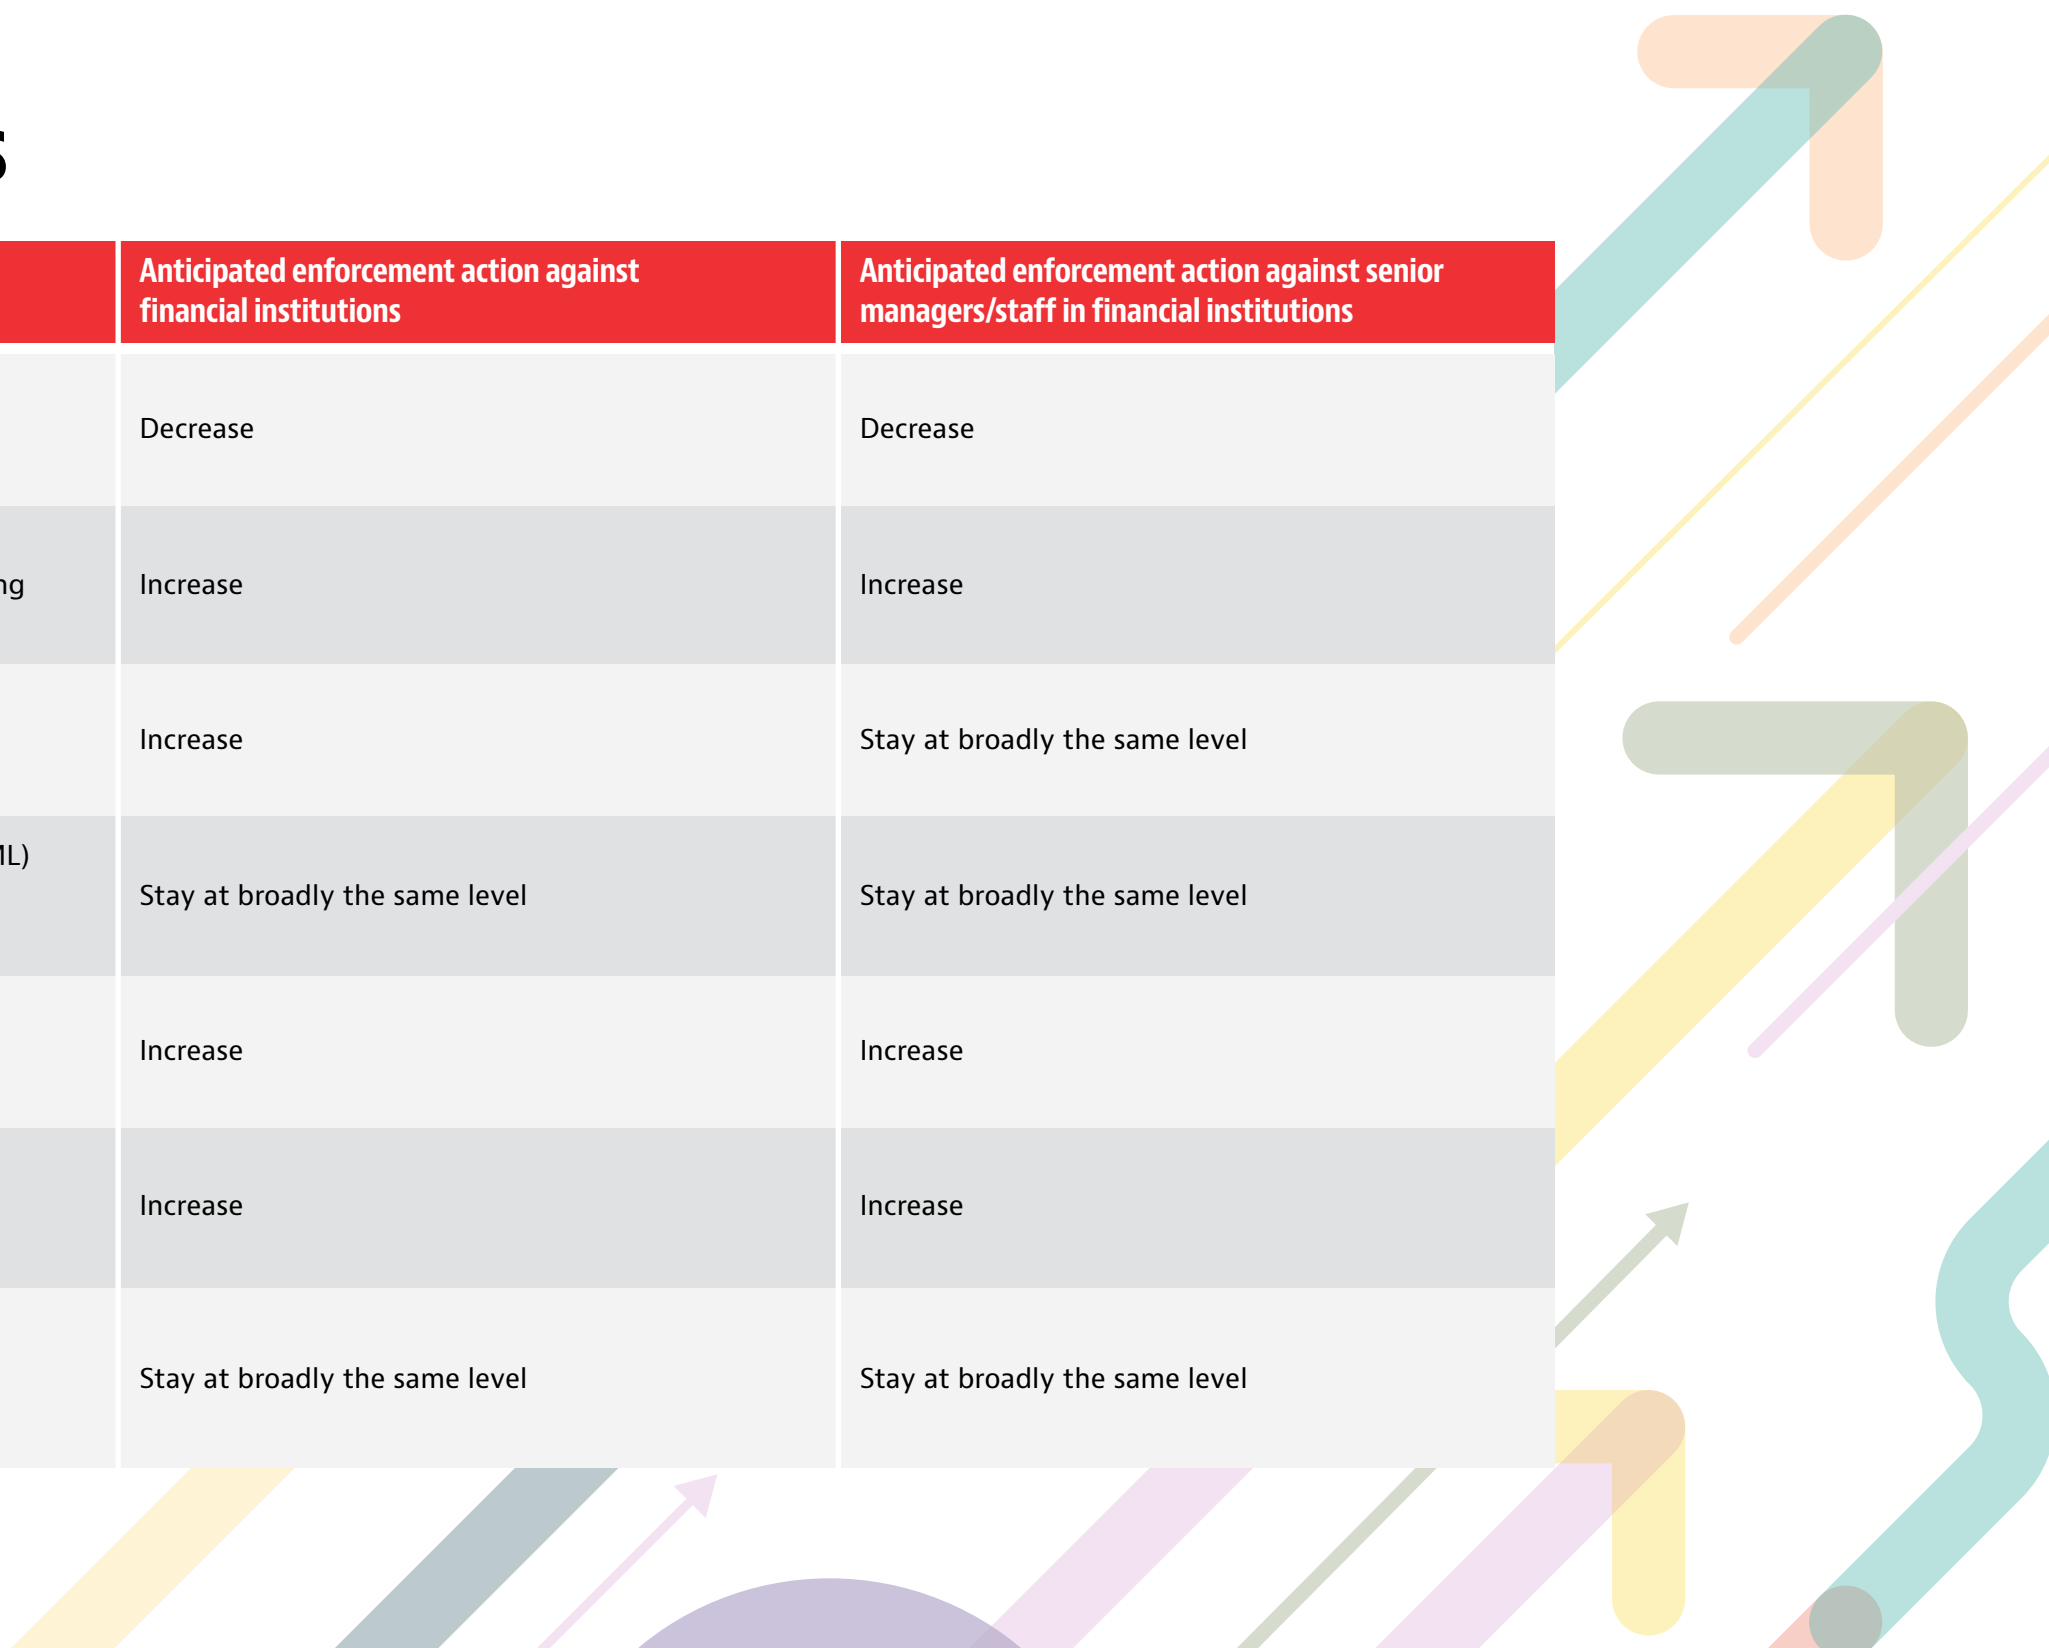 s
Anticipated enforcement action against
financial institutions
Anticipated enforcement action against senior
managers/staff in financial institutions
Decrease
Decrease
ng
Increase
Increase
Increase
Stay at broadly the same level
ML)
Stay at broadly the same level
Stay at broadly the same level
Increase
Increase
Increase
Increase
Stay at broadly the same level
Stay at broadly the same level